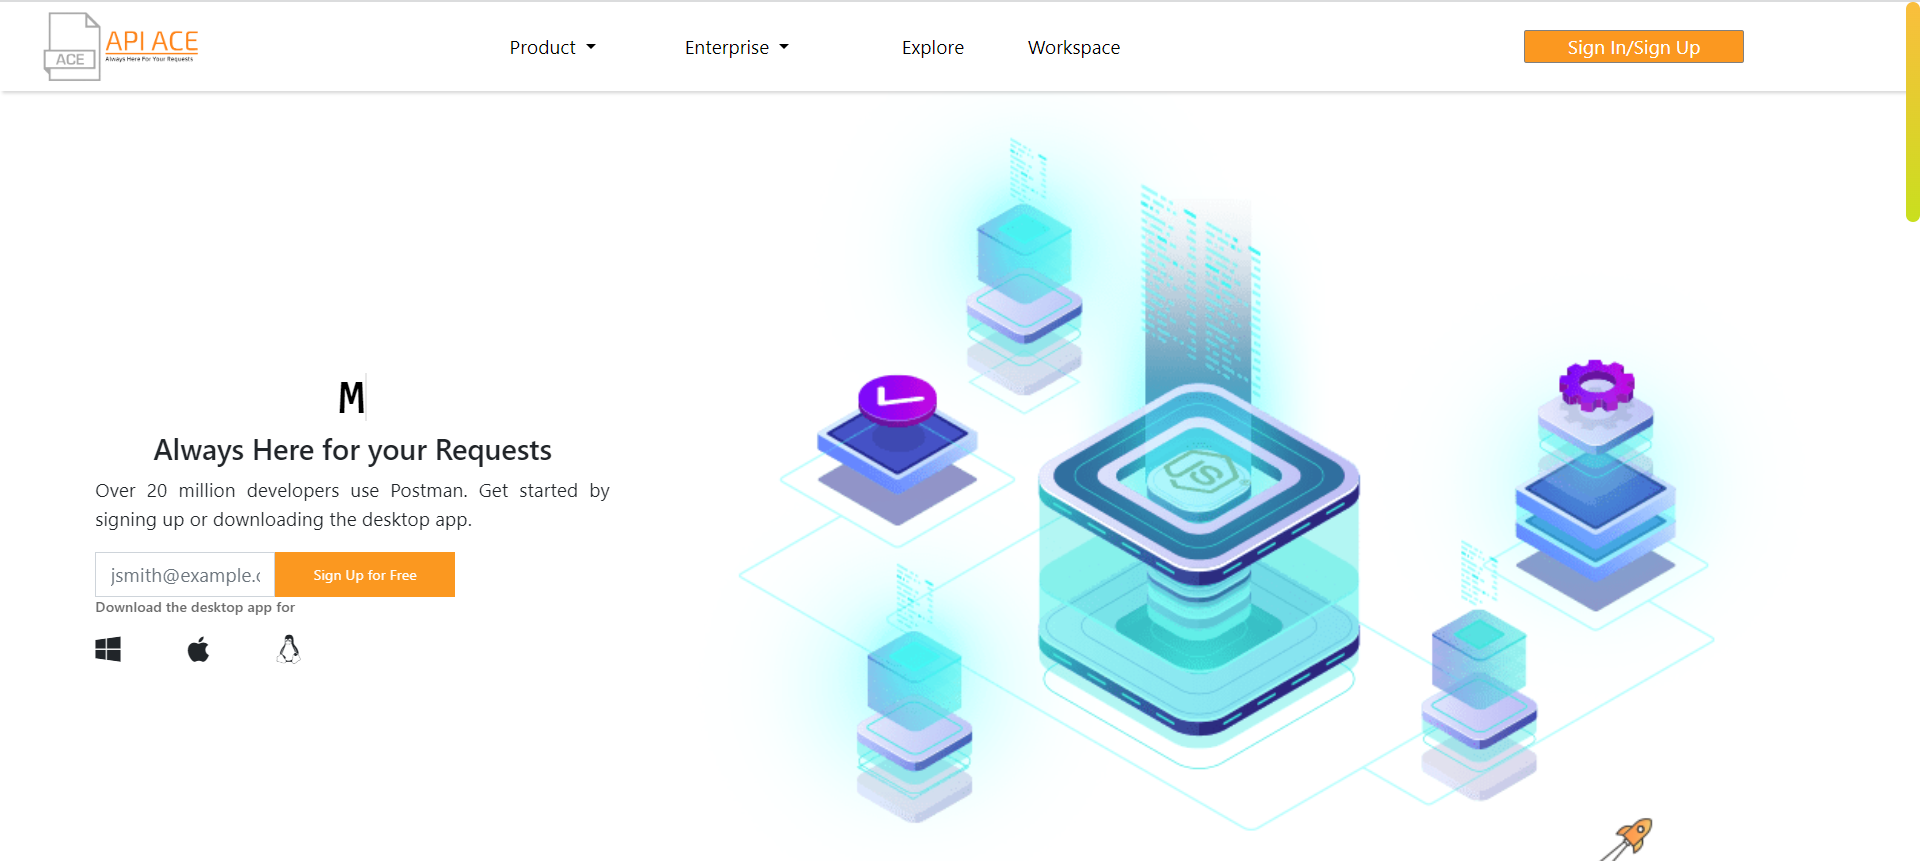 ACE
API ACE
Always Here For Your Requests
Product
Enterprise
Explore
Workspace
Sign In/Sign Up
M
Always Here for your Requests
Over 20 million developers use Postman. Get started by
signing up or downloading the desktop app.
jsmith@example.c
Sign Up for Free
Download the desktop app for
JS